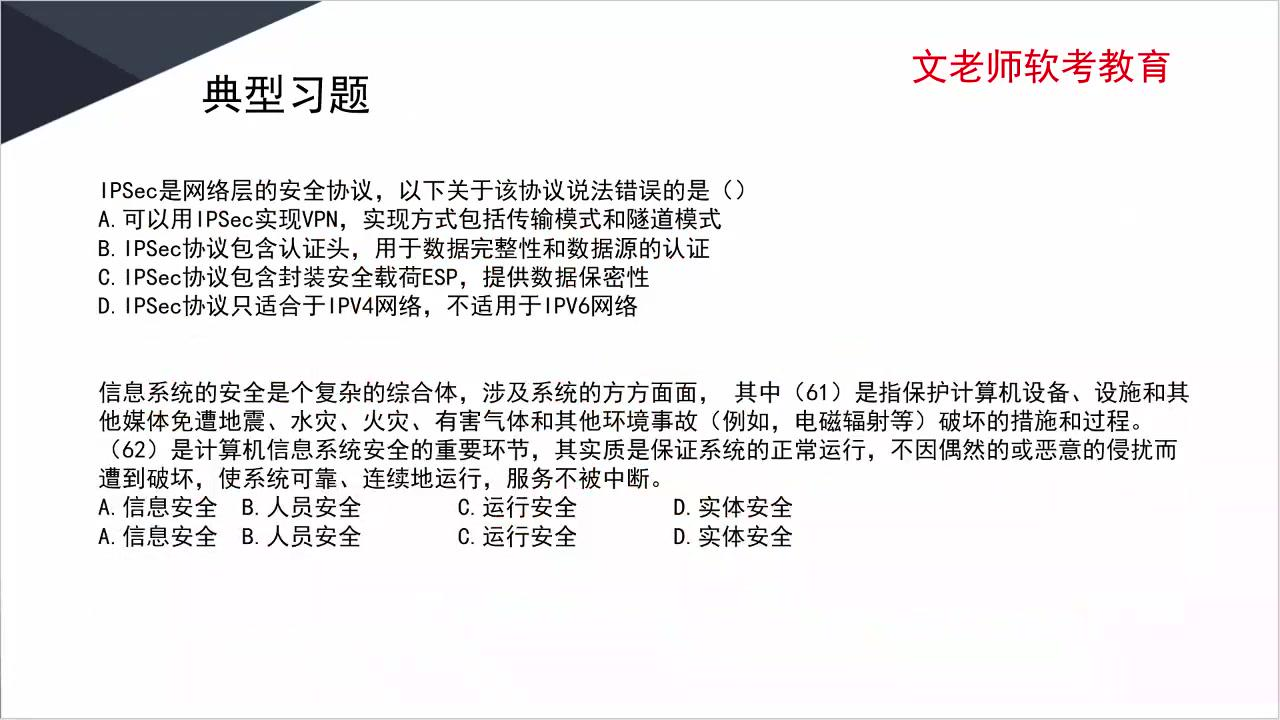 典型习题
文老师软考教育
IPSec是网络层的安全协议，以下关于该协议说法错误的是（）
A.可以用IPSec实现VPN，实现方式包括传输模式和隧道模式
B.IPSec协议包含认证头，用于数据完整性和数据源的认证
C.IPSec协议包含封装安全载荷ESP，提供数据保密性
D.IPSec协议只适合于IPV4网络，不适用于IPV6网络
信息系统的安全是个复杂的综合体，涉及系统的方方面面， 其中（61）是指保护计算机设备、设施和其
他媒体免遭地震、水灾、火灾、有害气体和其他环境事故（例如，电磁辐射等）破坏的措施和过程。
（62）是计算机信息系统安全的重要环节，其实质是保证系统的正常运行，不因偶然的或恶意的侵扰而
遭到破坏，使系统可靠、连续地运行，服务不被中断。
A.信息安全 B.人员安全 C.运行安全 D.实体安全
A.信息安全 B.人员安全 C.运行安全 D.实体安全